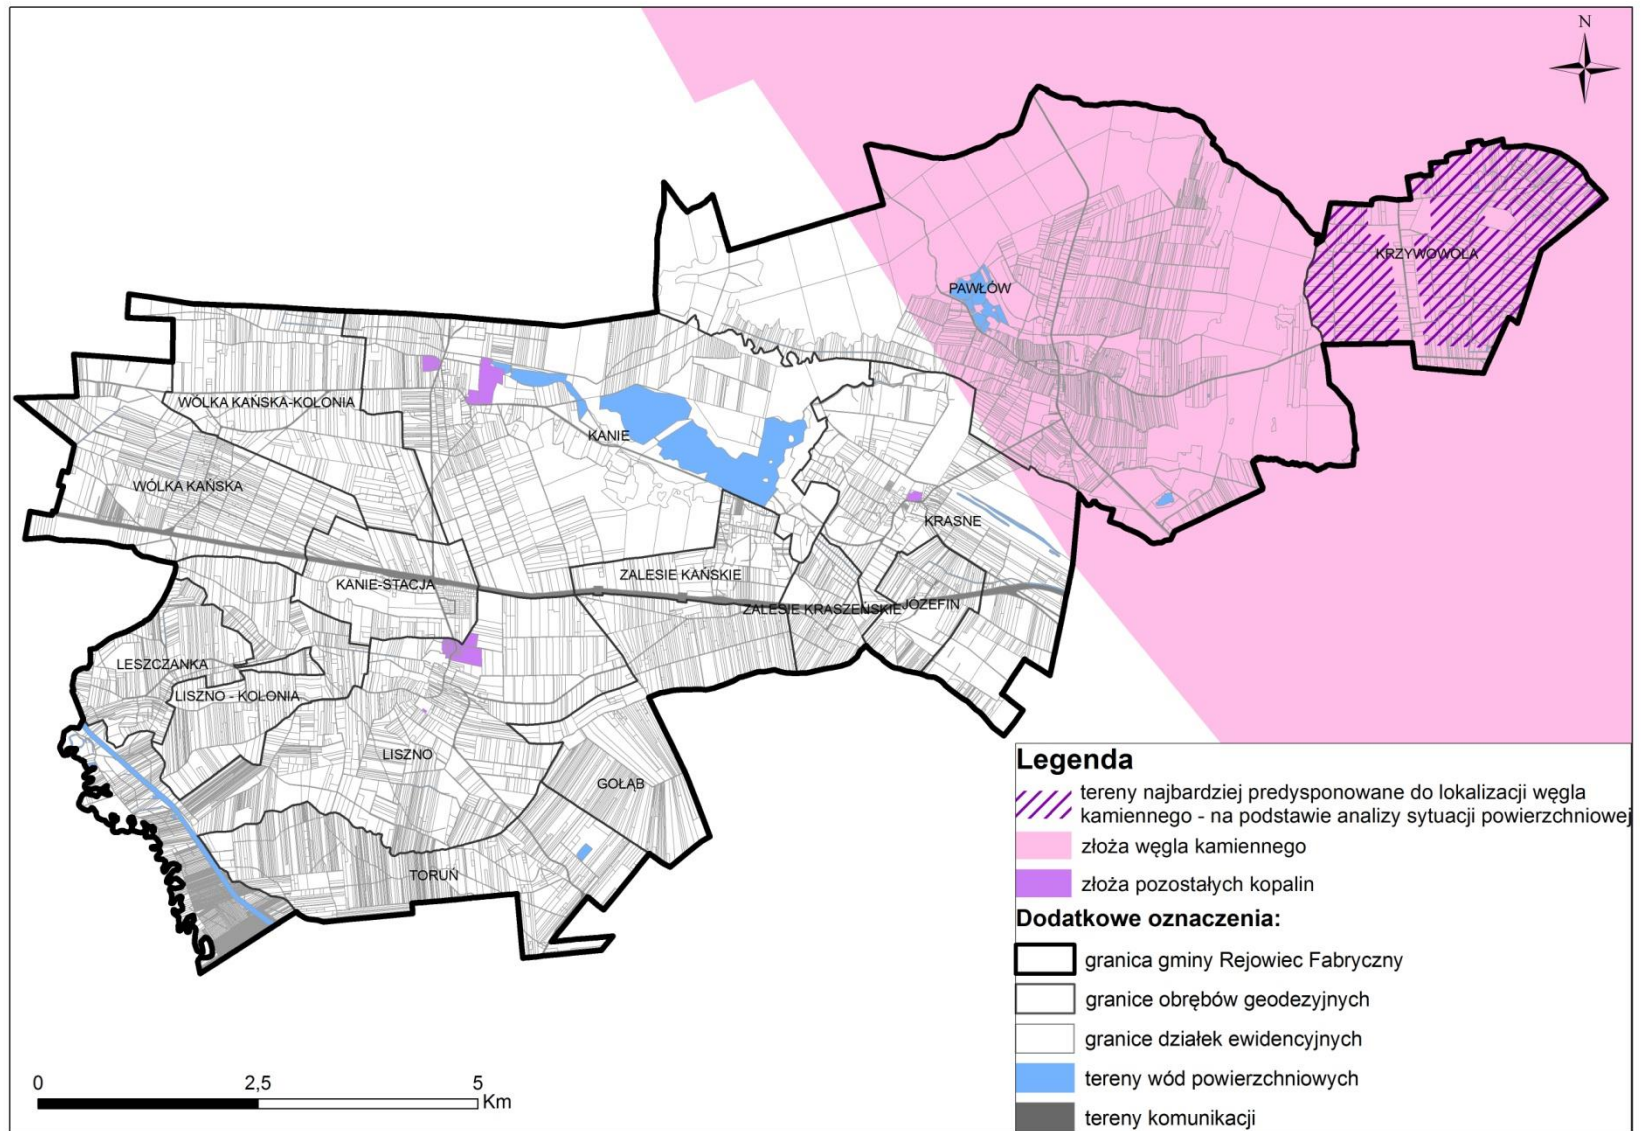 N
KRZYWOWOLA
PAWŁÓW
WÓLKA KAŃSKA-KOLONIA
KANIE
WÓLKA KAŃSKA
KRASNE
ZALESIE KAŃSKIE
KANIE-STACJA
ZALESIE KRASZEŃSKIE
JÓZEFIN
LESZCZANKA
LISZNO - KOLONIA
LISZNO
GOŁĄB
TORUŃ
Legenda
tereny najbardziej predysponowane do lokalizacji węgla
kamiennego - na podstawie analizy sytuacji powierzchniowej
złoża węgla kamiennego
złoża pozostałych kopalin
Dodatkowe oznaczenia:
granica gminy Rejowiec Fabryczny
granice obrębów geodezyjnych
granice działek ewidencyjnych
tereny wód powierzchniowych
tereny komunikacji
0 2,5 5
Km